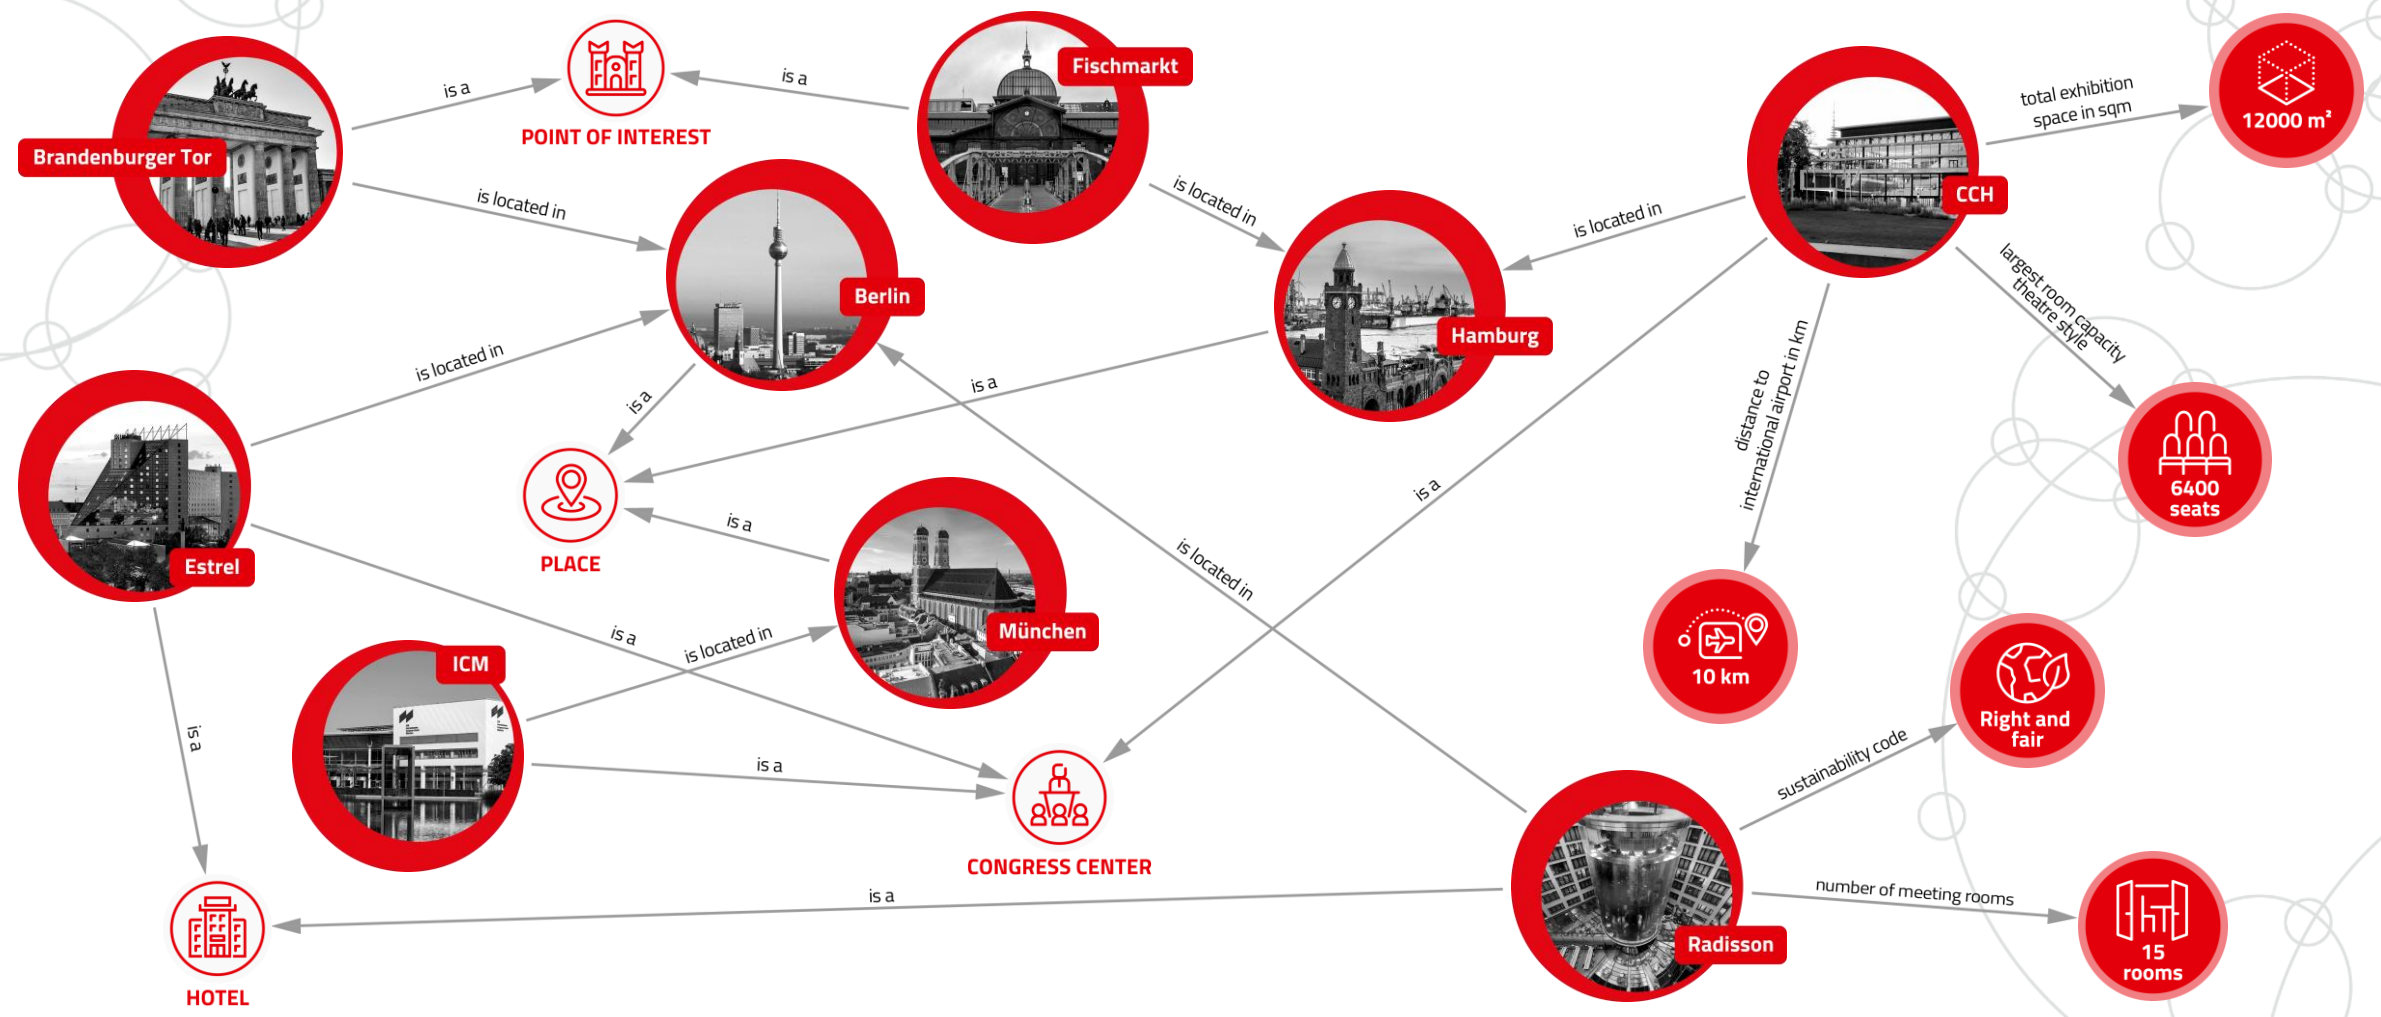 Brandenburger Tor
is a
POINT OF INTEREST
is a
Fischmarkt
is located in
Berlin
is located in
Hamburg
is located in
CCH
total exhibition
space in sqm
12000 m²
largest room capacity
theatre style
6400
seats
distance to
international airport in km
10 km
is a
is located in
Estrel
is a
PLACE
is a
is a
München
is located in
ICM
is a
is a
is a
CONGRESS CENTER
is located in
is a
HOTEL
is a
Radisson
sustainability code
Right and
fair
number of meeting rooms
15
rooms